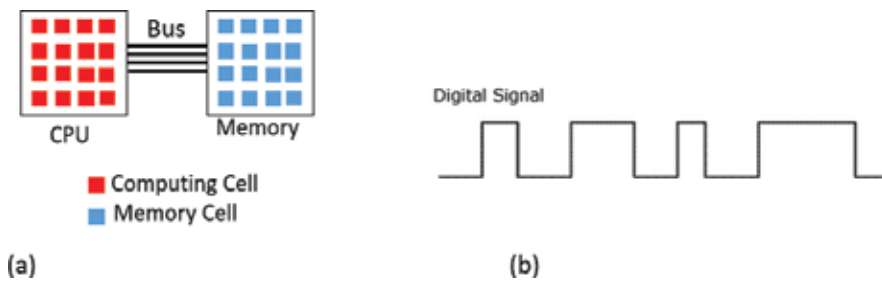 Bus
CPU
Memory
Computing Cell
Memory Cell
(a)
Digital Signal
(b)